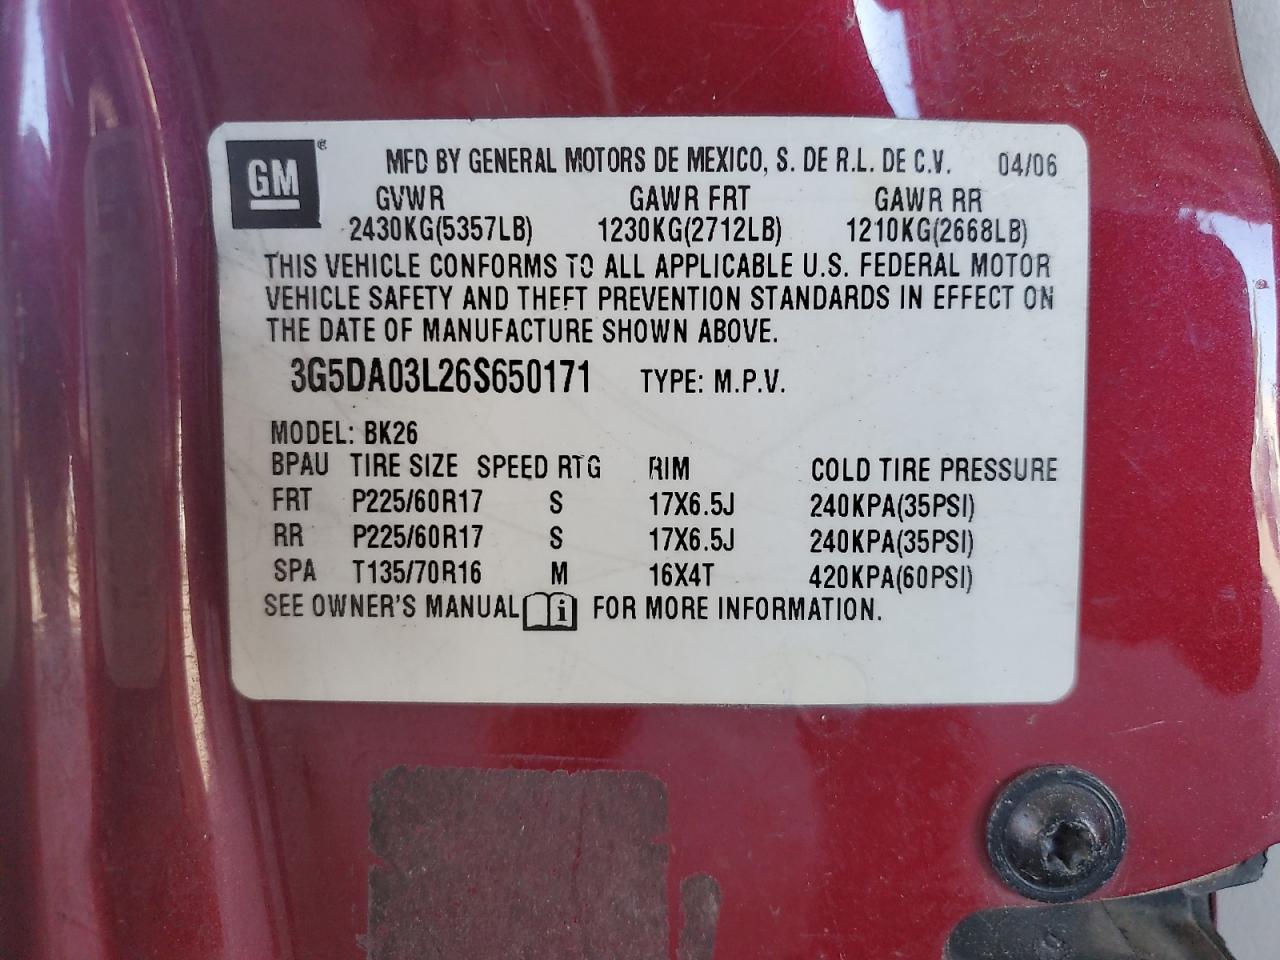 GM®
MFD BY GENERAL MOTORS DE MEXICO, S. DE R.L. DE C.V. 04/06
GVWR GAWR FRT GAWR RR
2430KG(5357LB) 1230KG(2712LB) 1210KG(2668LB)
THIS VEHICLE CONFORMS TO ALL APPLICABLE U.S. FEDERAL MOTOR
VEHICLE SAFETY AND THEFT PREVENTION STANDARDS IN EFFECT ON
THE DATE OF MANUFACTURE SHOWN ABOVE.
3G5DA03L26S650171 TYPE: M.P.V.
MODEL: BK26
BPAU TIRE SIZE SPEED RTG RIM COLD TIRE PRESSURE
FRT P225/60R17 S 17X6.5J 240KPA(35PSI)
RR P225/60R17 S 17X6.5J 240KPA(35PSI)
SPA T135/70R16 M 16X4T 420KPA(60PSI)
SEE OWNER'S MANUAL i FOR MORE INFORMATION.